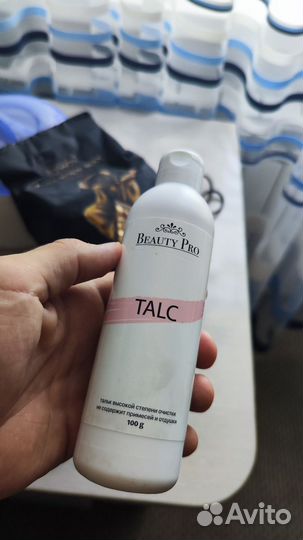 BEAUTY PRO
TALC
тальк высокой степени очистки
не содержит примесей и отдушки
100 g
Avito